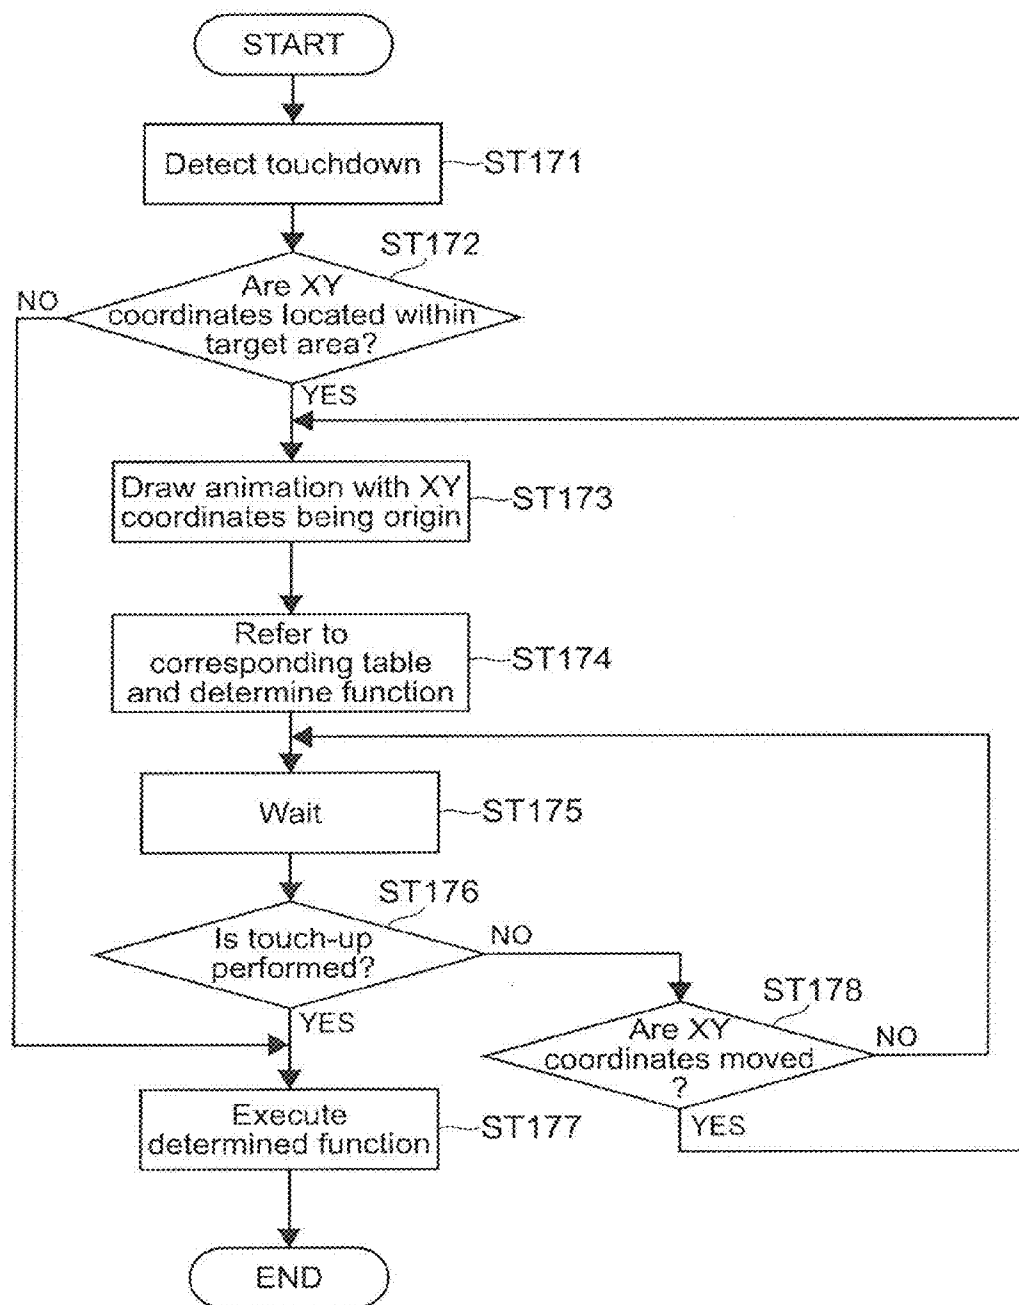 START
Detect touchdown
ST171
ST172
Are XY
coordinates located within
target area?
NO
YES
Draw animation with XY
coordinates being origin
ST173
Refer to
corresponding table
and determine function
ST174
Wait
ST175
ST176
Is touch-up
performed?
NO
YES
ST178
Are XY
coordinates moved
?
NO
YES
Execute
determined function
ST177
END